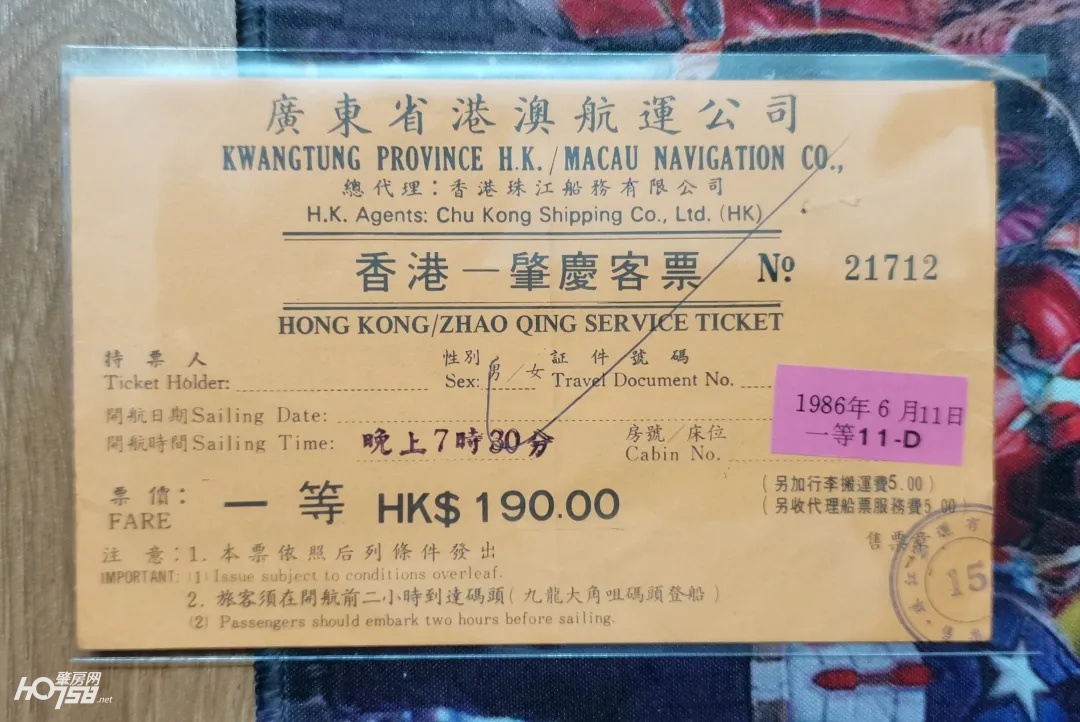 廣東省港澳航運公司
KWANGTUNG PROVINCE H.K./MACAU NAVIGATION CO.,
總代理：香港珠江船務有限公司
H.K. Agents: Chu Kong Shipping Co., Ltd. (HK)
香港－肇慶客票 № 21712
HONG KONG/ZHAO QING SERVICE TICKET
持票人 性別 男／女 証件號碼
Ticket Holder: Sex: Travel Document No.
1986年6月11日
一等11-D
開航日期Sailing Date:
開航時間Sailing Time: 晚上7時30分
房號／床位
Cabin No.
票價： 一等 HK$190.00
FARE
(另加行李搬運費5.00)
(另收代理船票服務費5.00)
售票章
15
注意：1. 本票依照后列條件發出
IMPORTANT: (1) Issue subject to conditions overleaf.
2. 旅客須在開航前二小時到達碼頭(九龍大角咀碼頭登船)
(2) Passengers should embark two hours before sailing.
肇房网
HO758.net